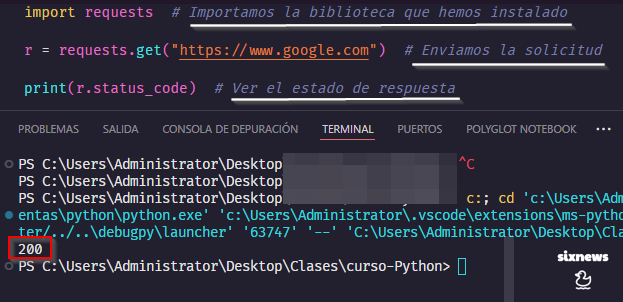 import requests # Importamos la biblioteca que hemos instalado
r = requests.get("https://www.google.com") # Enviamos la solicitud
print(r.status_code) # Ver el estado de respuesta
PROBLEMAS SALIDA CONSOLA DE DEPURACIÓN TERMINAL PUERTOS POLYGLOT NOTEBOOK ...
PS C:\Users\Administrator\Desktop ^C
PS C:\Users\Administrator\Desktop
PS C:\Users\Administrator\Desktop c:; cd 'c:\Users\Adm
entas\python\python.exe' 'c:\Users\Administrator\.vscode\extensions\ms-pytho
ter/../..\debugpy\launcher' '63747' '--' 'C:\Users\Administrator\Desktop\Cla
200
PS C:\Users\Administrator\Desktop\Clases\curso-Python>
sixnews